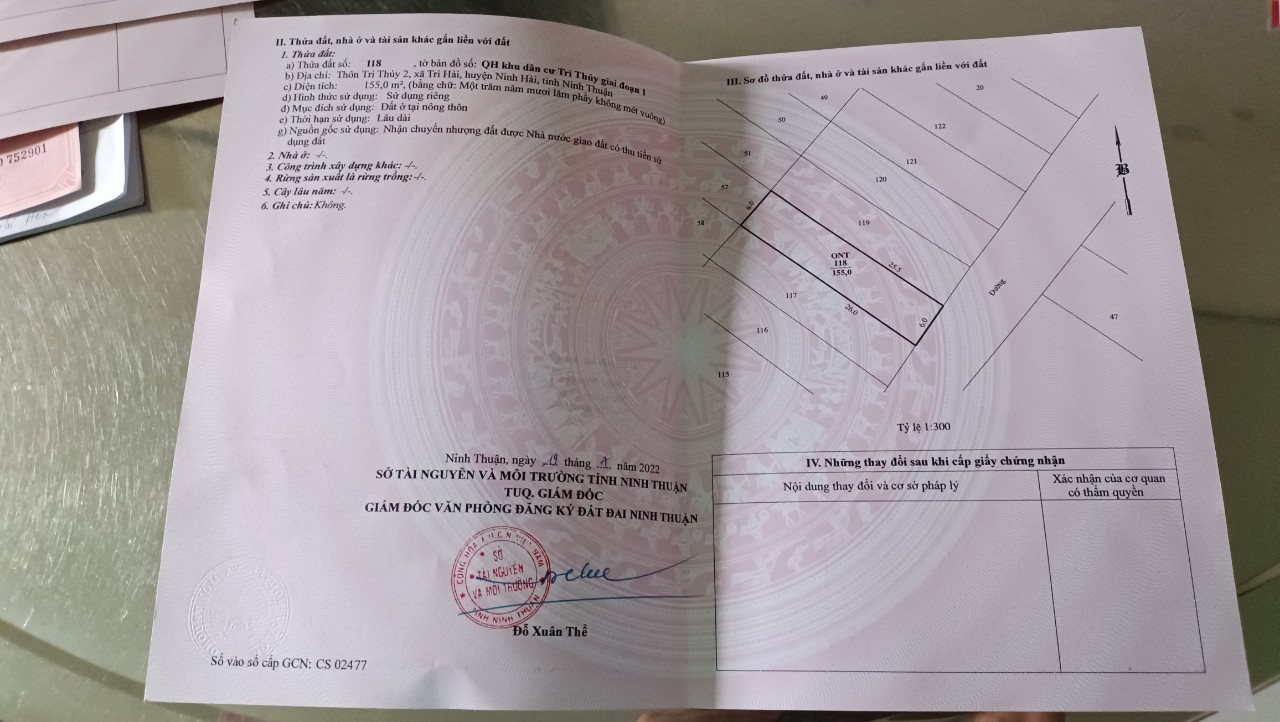 II. Thửa đất, nhà ở và tài sản khác gắn liền với đất
1. Thửa đất:
a) Thửa đất số: 118 , tờ bản đồ số: QH khu dân cư Tri Thủy giai đoạn 1
b) Địa chỉ: Thôn Tri Thủy 2, xã Tri Hải, huyện Ninh Hải, tỉnh Ninh Thuận
c) Diện tích: 155,0 m², (bằng chữ: Một trăm năm mươi lăm phẩy không mét vuông)
d) Hình thức sử dụng: Sử dụng riêng
đ) Mục đích sử dụng: Đất ở tại nông thôn
e) Thời hạn sử dụng: Lâu dài
g) Nguồn gốc sử dụng: Nhận chuyển nhượng đất được Nhà nước giao đất có thu tiền sử
dụng đất
2. Nhà ở: -/-.
3. Công trình xây dựng khác: -/-.
4. Rừng sản xuất là rừng trồng: -/-.
5. Cây lâu năm: -/-.
6. Ghi chú: Không.
752901
Ninh Thuận, ngày tháng năm 2022
SỞ TÀI NGUYÊN VÀ MÔI TRƯỜNG TỈNH NINH THUẬN
TUQ. GIÁM ĐỐC
GIÁM ĐỐC VĂN PHÒNG ĐĂNG KÝ ĐẤT ĐAI NINH THUẬN
SỞ
TÀI NGUYÊN
VÀ MÔI TRƯỜNG
TỈNH NINH THUẬN
Đỗ Xuân Thể
Số vào sổ cấp GCN: CS 02477
III. Sơ đồ thửa đất, nhà ở và tài sản khác gắn liền với đất
49
20
50
122
51
121
57
120
B
6.0
58
119
ONT
118
155,0
25.5
117
26.0
6.0
Đường
116
47
115
Tỷ lệ 1:300
IV. Những thay đổi sau khi cấp giấy chứng nhận
Nội dung thay đổi và cơ sở pháp lý
Xác nhận của cơ quan
có thẩm quyền